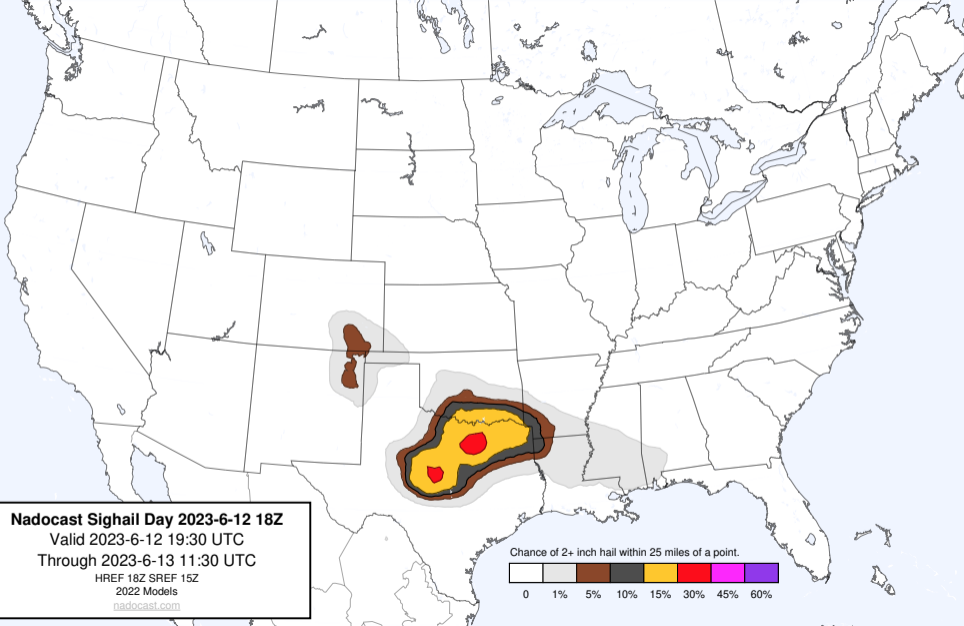 Nadocast Sighail Day 2023-6-12 18Z
Valid 2023-6-12 19:30 UTC
Through 2023-6-13 11:30 UTC
HREF 18Z SREF 15Z
2022 Models
nadocast.com
Chance of 2+ inch hail within 25 miles of a point.
0 1% 5% 10% 15% 30% 45% 60%